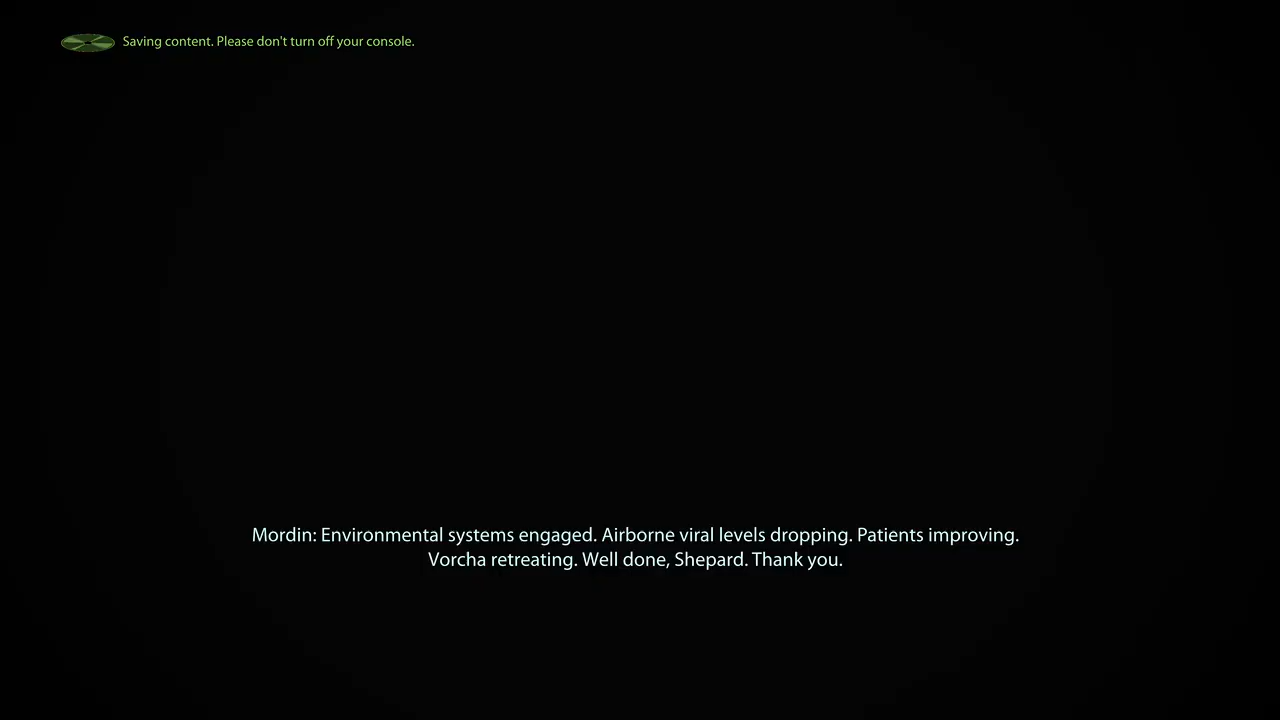 Saving content. Please don't turn off your console.
Mordin: Environmental systems engaged. Airborne viral levels dropping. Patients improving.
Vorcha retreating. Well done, Shepard. Thank you.